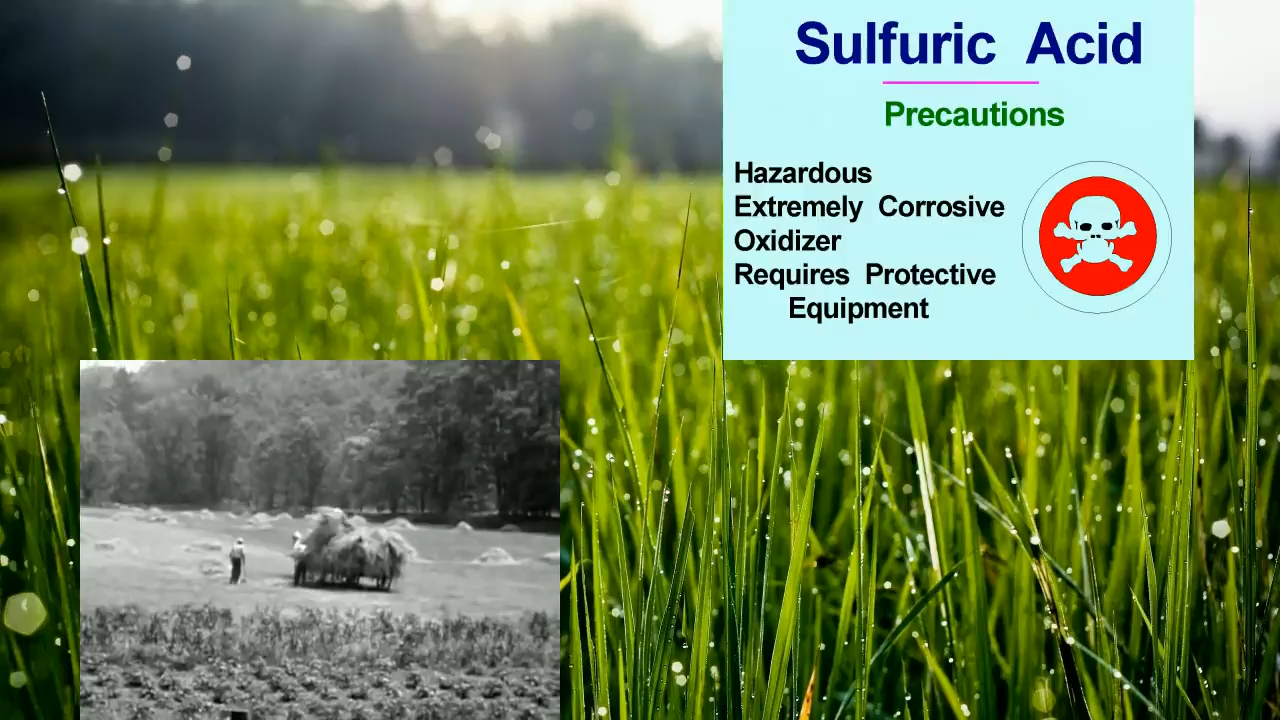 Sulfuric Acid
Precautions
Hazardous
Extremely Corrosive
Oxidizer
Requires Protective
Equipment